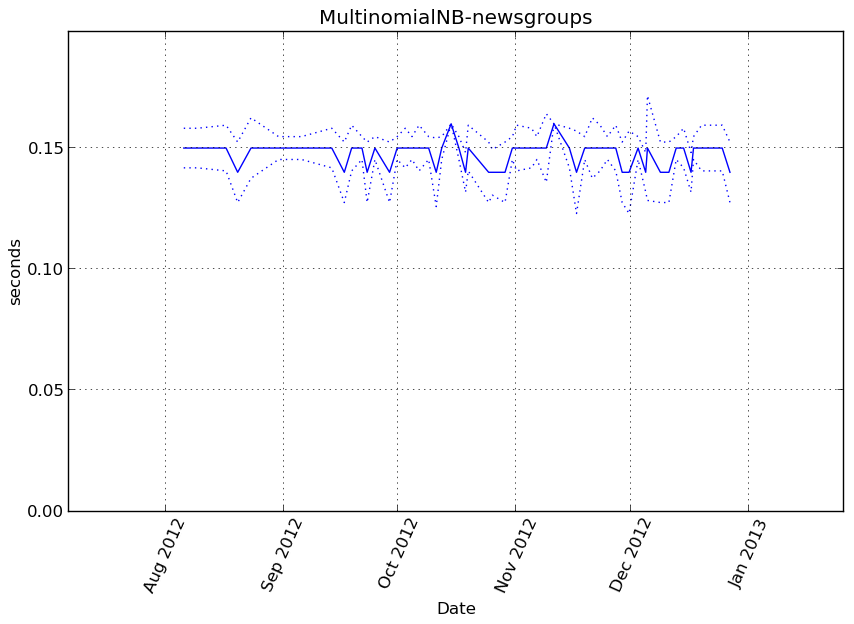 MultinomialNB-newsgroups
seconds
0.15
0.10
0.05
0.00
Aug 2012
Sep 2012
Oct 2012
Nov 2012
Dec 2012
Jan 2013
Date